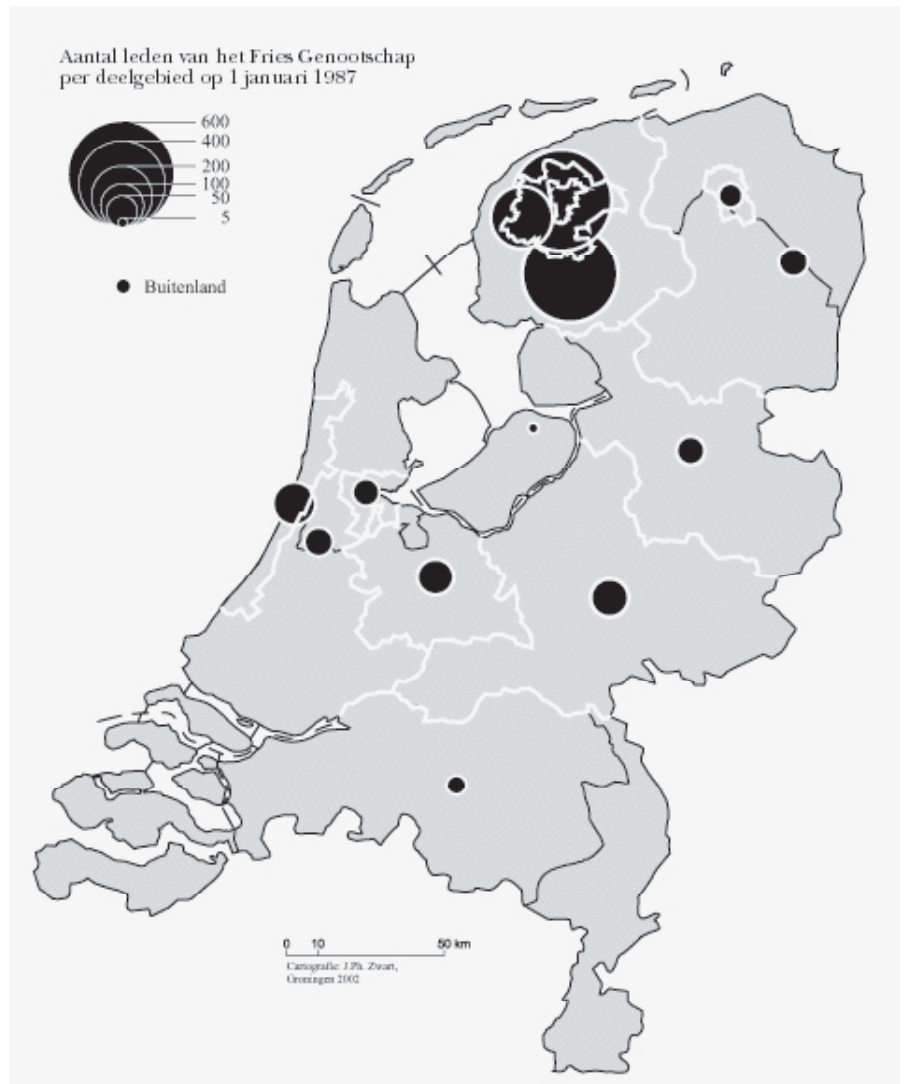 Aantal leden van het Fries Genootschap
per deelgebied op 1 januari 1987
600
400
200
100
50
5
Buitenland
0 10 50 km
Cartografie: J.Ph. Zwart,
Groningen 2002